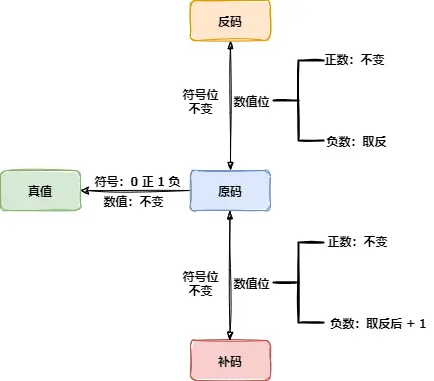 反码
正数：不变
符号位
不变
数值位
负数：取反
符号：0 正 1 负
真值
原码
数值：不变
正数：不变
符号位
不变
数值位
负数：取反后 + 1
补码